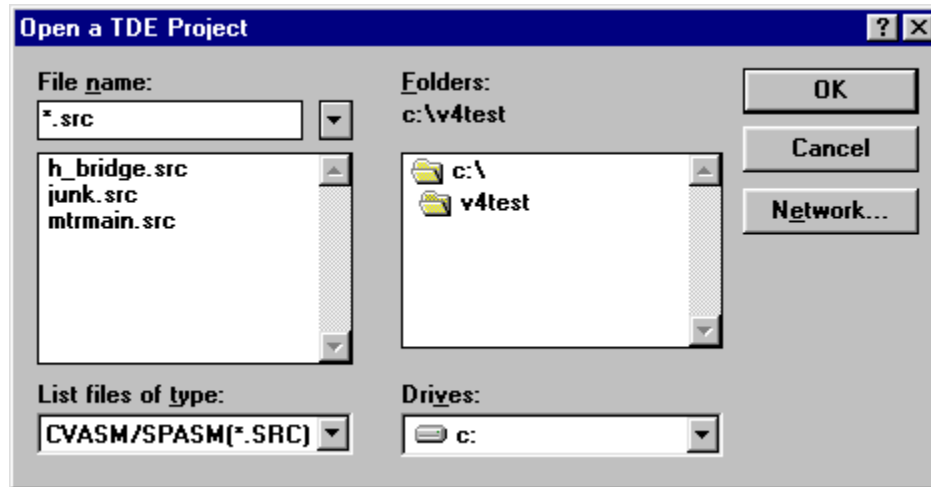 Open a TDE Project
File name:
*.src
h_bridge.src
junk.src
mtrmain.src
List files of type:
CVASM/SPASM(*.SRC)
Folders:
c:\v4test
c:\
v4test
Drives:
c:
OK
Cancel
Network...